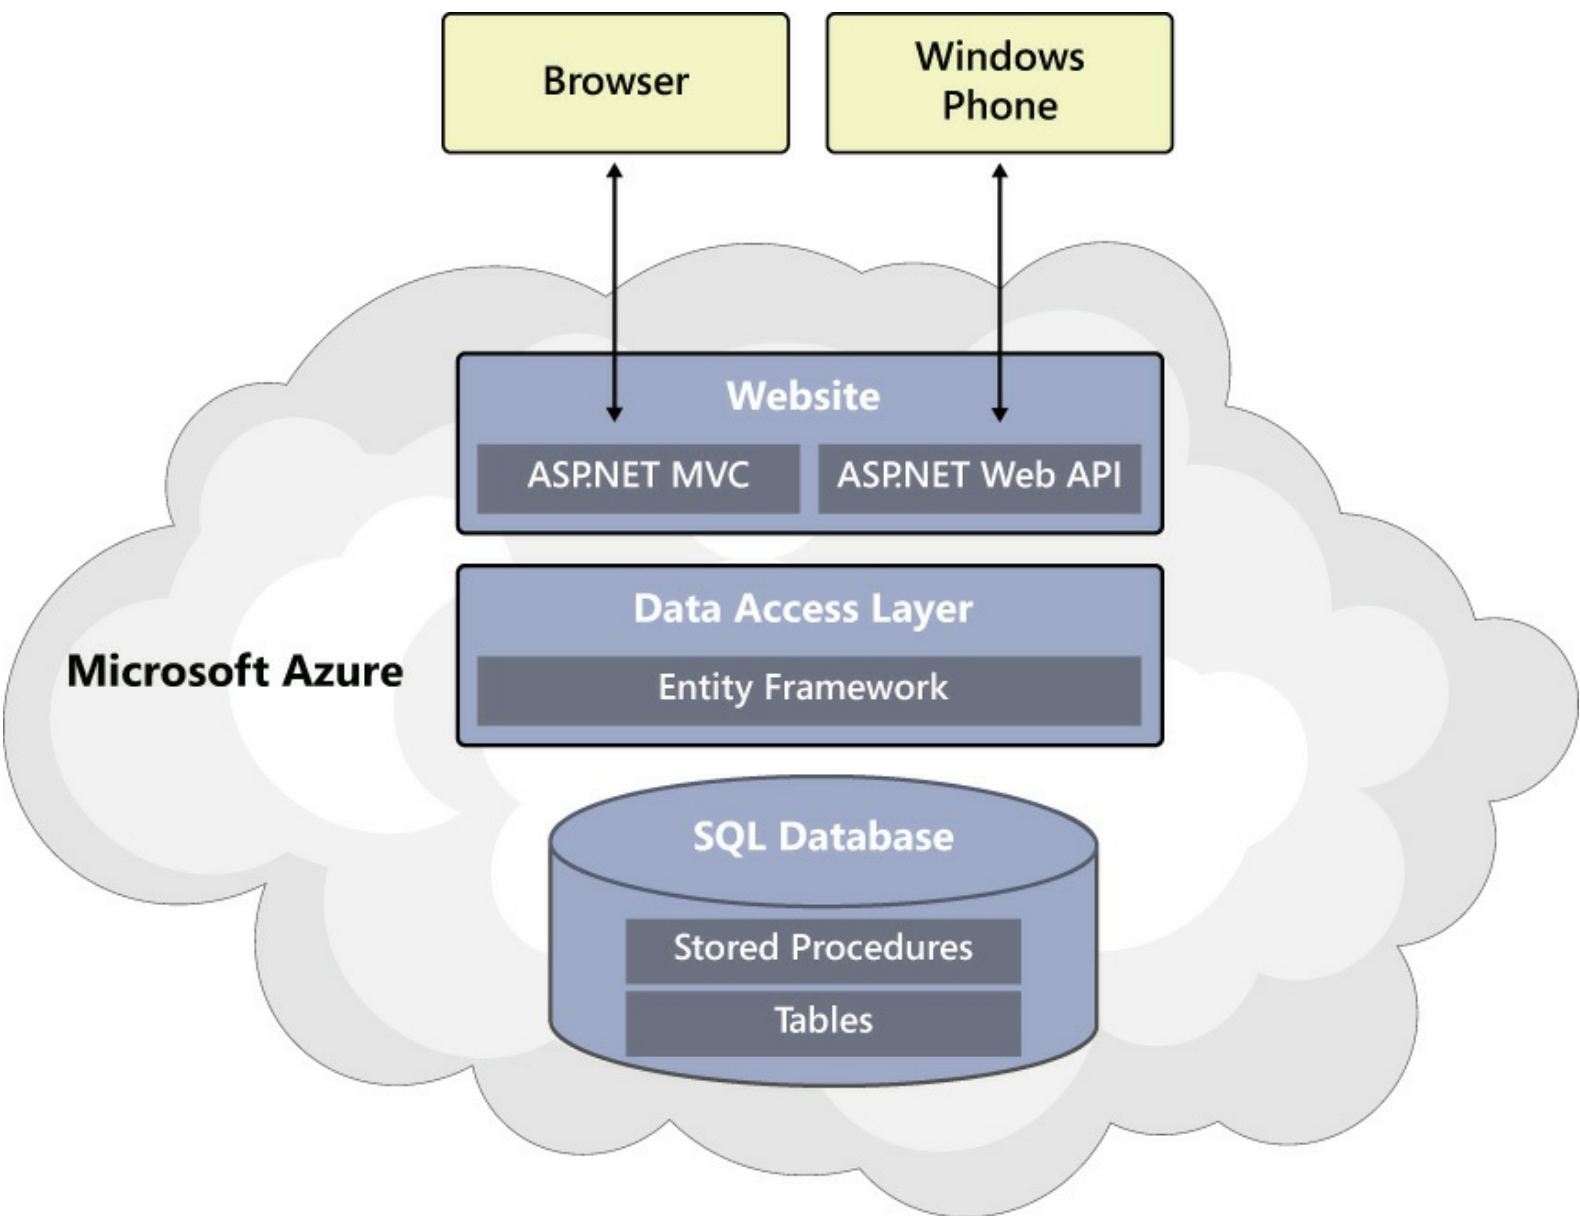 Browser
Windows
Phone
Website
ASP.NET MVC
ASP.NET Web API
Data Access Layer
Entity Framework
Microsoft Azure
SQL Database
Stored Procedures
Tables